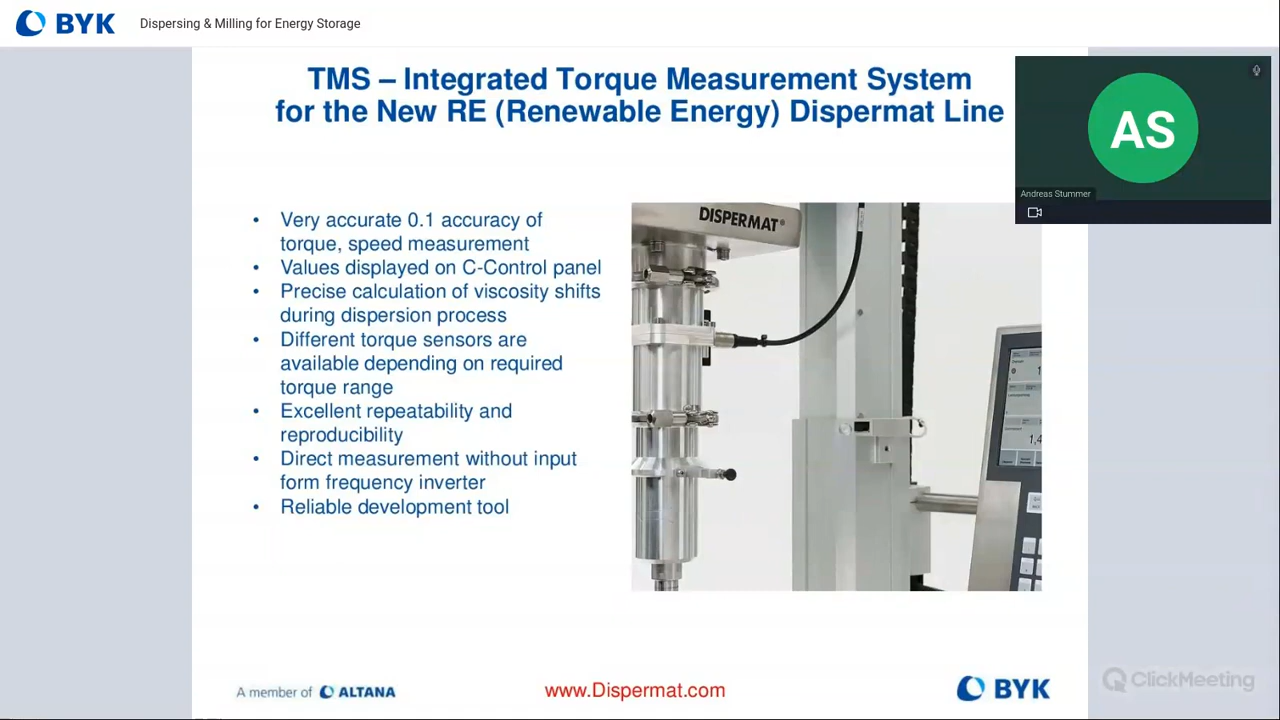 BYK
Dispersing & Milling for Energy Storage
TMS – Integrated Torque Measurement System
for the New RE (Renewable Energy) Dispermat Line
AS
Andreas Stummer
• Very accurate 0.1 accuracy of
torque, speed measurement
• Values displayed on C-Control panel
• Precise calculation of viscosity shifts
during dispersion process
• Different torque sensors are
available depending on required
torque range
• Excellent repeatability and
reproducibility
• Direct measurement without input
form frequency inverter
• Reliable development tool
DISPERMAT®
A member of ALTANA
www.Dispermat.com
BYK
ClickMeeting